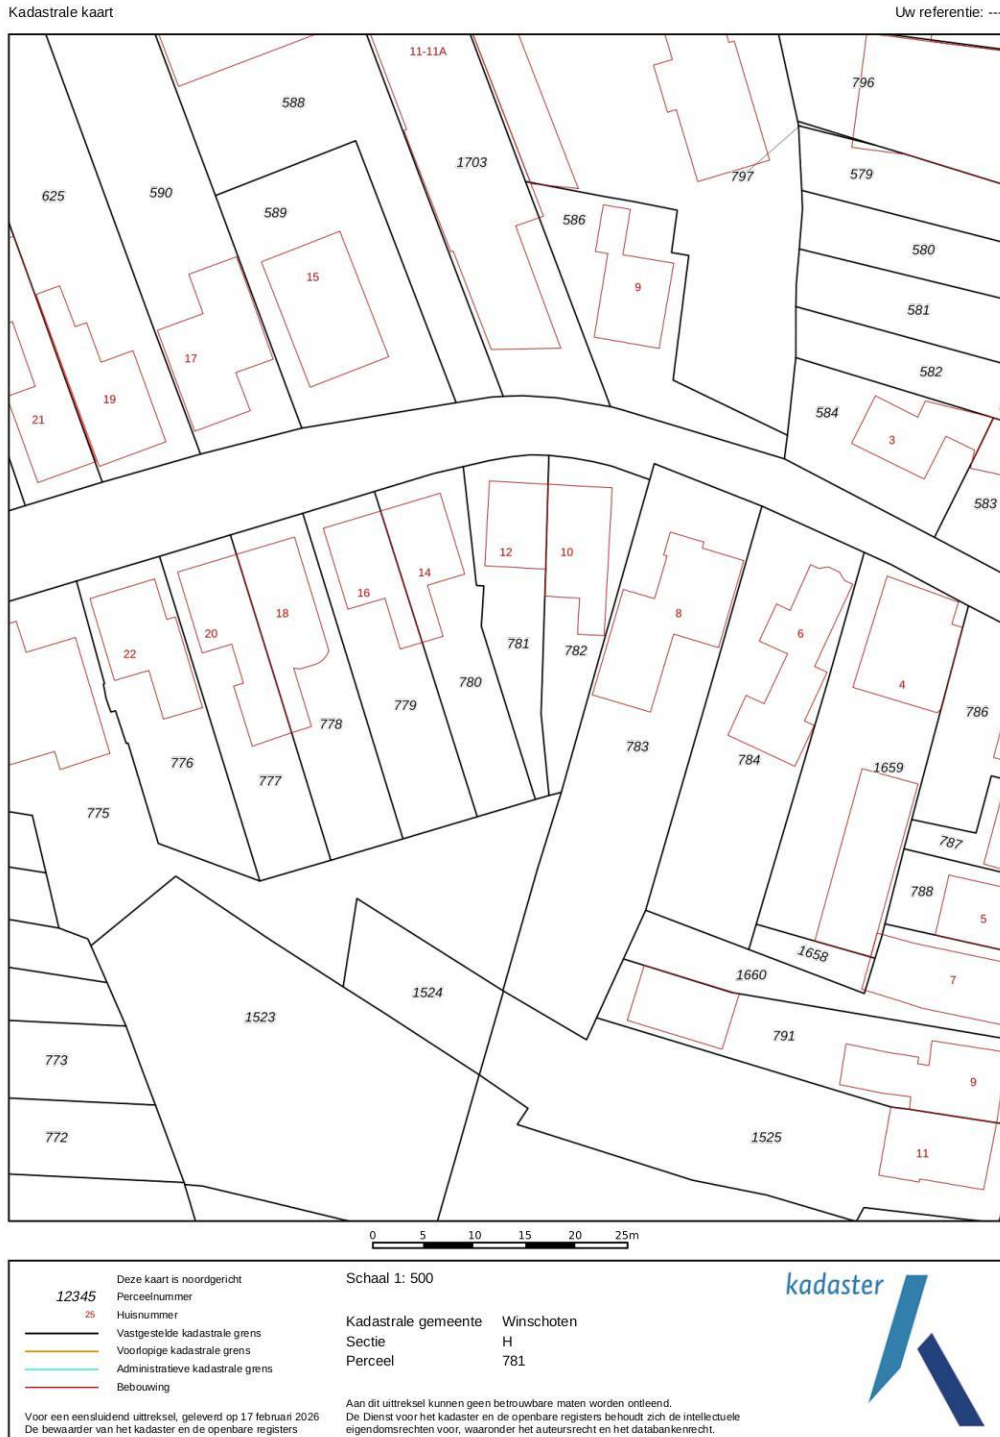 Kadastrale kaart
Uw referentie: ---
11-11A
796
588
1703
797
579
625
590
589
586
580
15
9
581
17
582
19
21
584
3
583
12
10
14
16
18
8
20
6
22
781
782
4
780
779
786
778
783
776
784
1659
777
775
787
788
5
1658
1660
7
1524
1523
791
773
9
772
1525
11
0 5 10 15 20 25m
Deze kaart is noordgericht
12345 Perceelnummer
25 Huisnummer
Vastgestelde kadastrale grens
Voorlopige kadastrale grens
Administratieve kadastrale grens
Bebouwing
Voor een eensluidend uittreksel, geleverd op 17 februari 2026
De bewaarder van het kadaster en de openbare registers
Schaal 1: 500
Kadastrale gemeente Winschoten
Sectie H
Perceel 781
Aan dit uittreksel kunnen geen betrouwbare maten worden ontleend.
De Dienst voor het kadaster en de openbare registers behoudt zich de intellectuele
eigendomsrechten voor, waaronder het auteursrecht en het databankenrecht.
kadaster